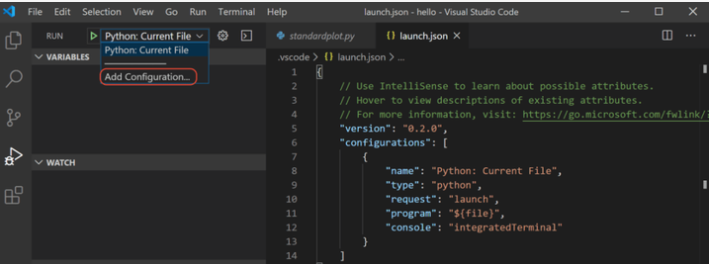 File Edit Selection View Go Run Terminal Help launch.json - hello - Visual Studio Code
RUN Python: Current File
Python: Current File
Add Configuration...
VARIABLES
WATCH
standardplot.py {} launch.json
.vscode > {} launch.json > ...
1 {
2 // Use IntelliSense to learn about possible attributes.
3 // Hover to view descriptions of existing attributes.
4 // For more information, visit: https://go.microsoft.com/fwlink/?
5 "version": "0.2.0",
6 "configurations": [
7 {
8 "name": "Python: Current File",
9 "type": "python",
10 "request": "launch",
11 "program": "${file}",
12 "console": "integratedTerminal"
13 }
14 ]